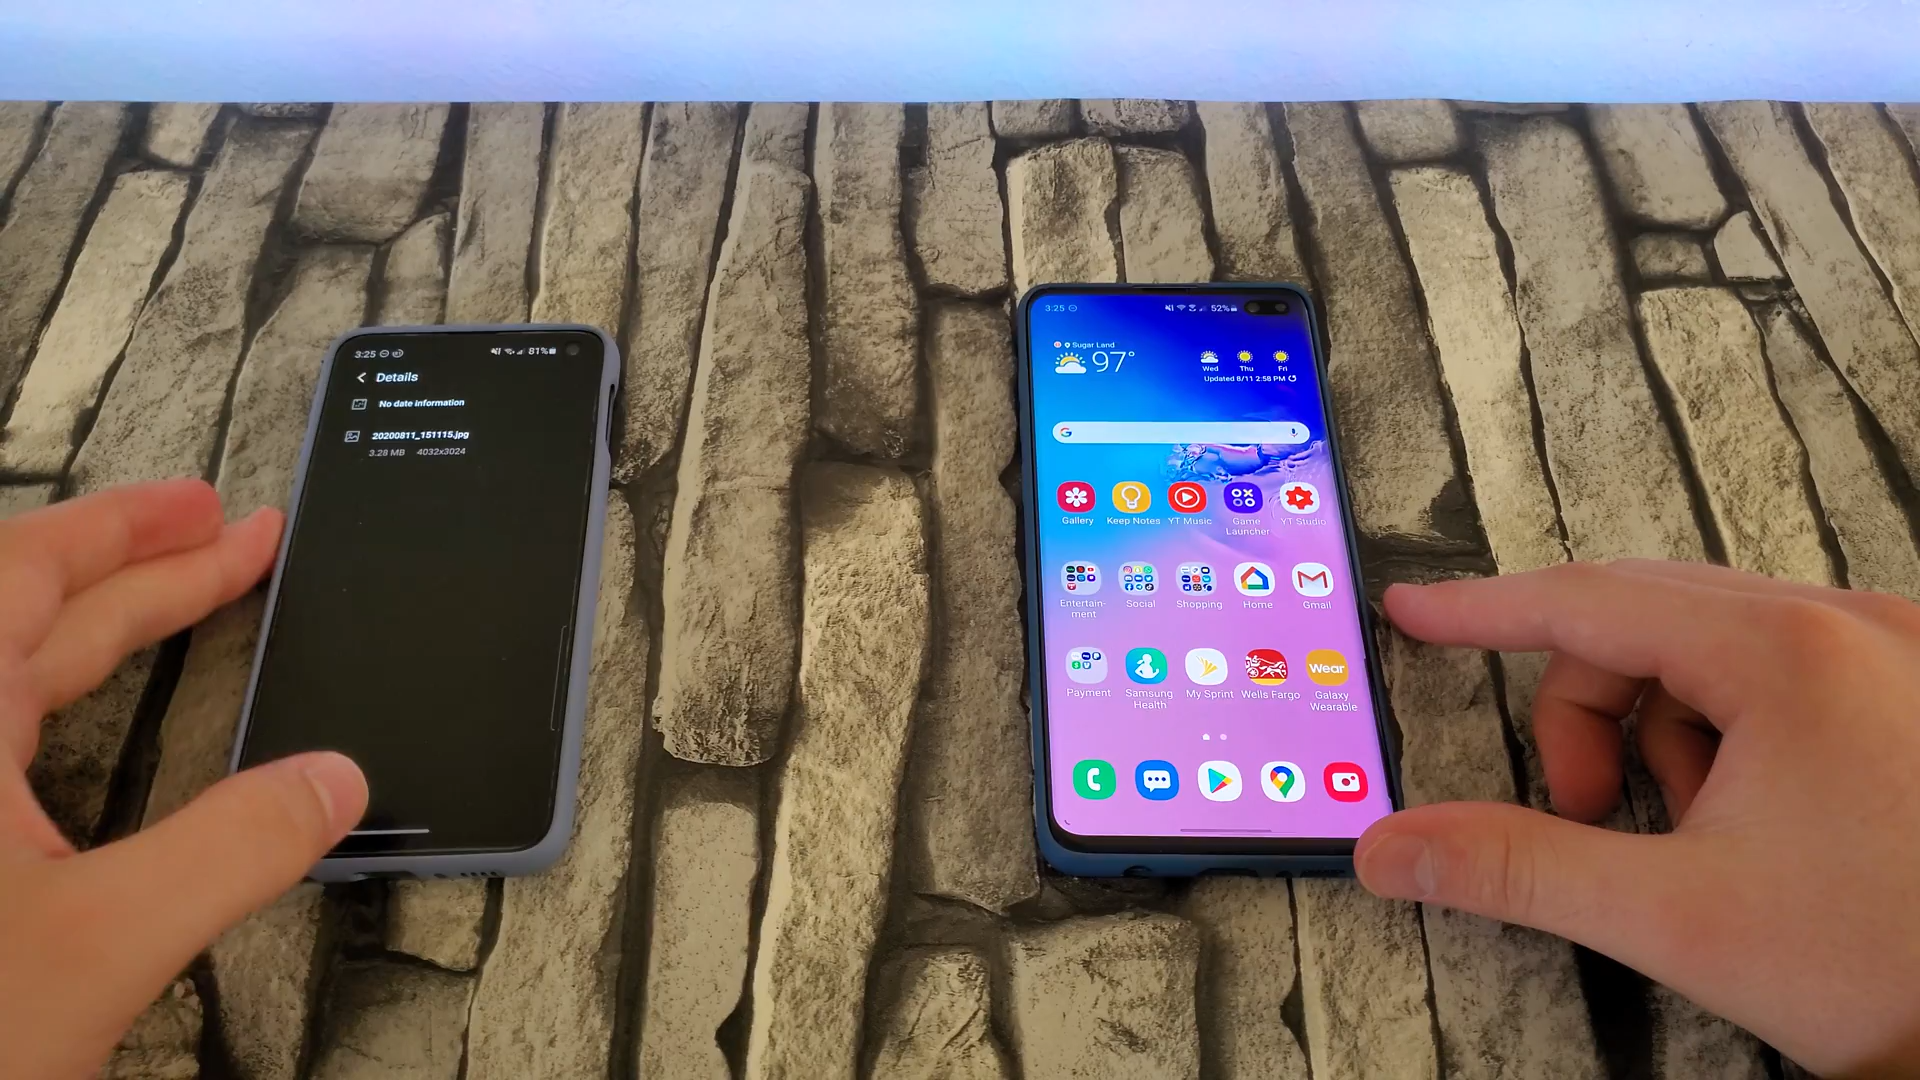 3:25
81%
Details
No date information
20200811_151115.jpg
3.28 MB 4032x3024
3:25
52%
Sugar Land
97°
Wed Thu Fri
Updated 8/11 2:58 PM
G
Gallery Keep Notes YT Music Game Launcher YT Studio
Entertain-
ment
Social Shopping Home Gmail
Wear
Payment Samsung Health My Sprint Wells Fargo Galaxy Wearable